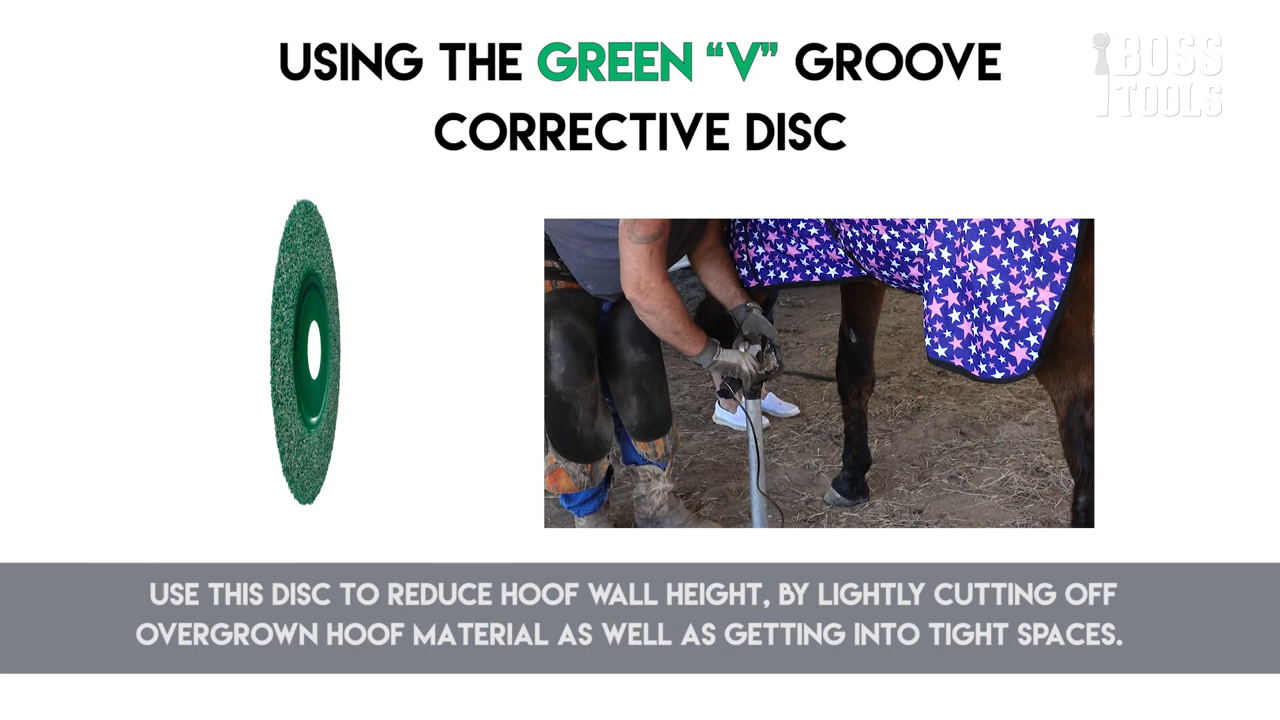 USING THE GREEN “V” GROOVE
CORRECTIVE DISC
BOSS
TOOLS
USE THIS DISC TO REDUCE HOOF WALL HEIGHT, BY LIGHTLY CUTTING OFF
OVERGROWN HOOF MATERIAL AS WELL AS GETTING INTO TIGHT SPACES.